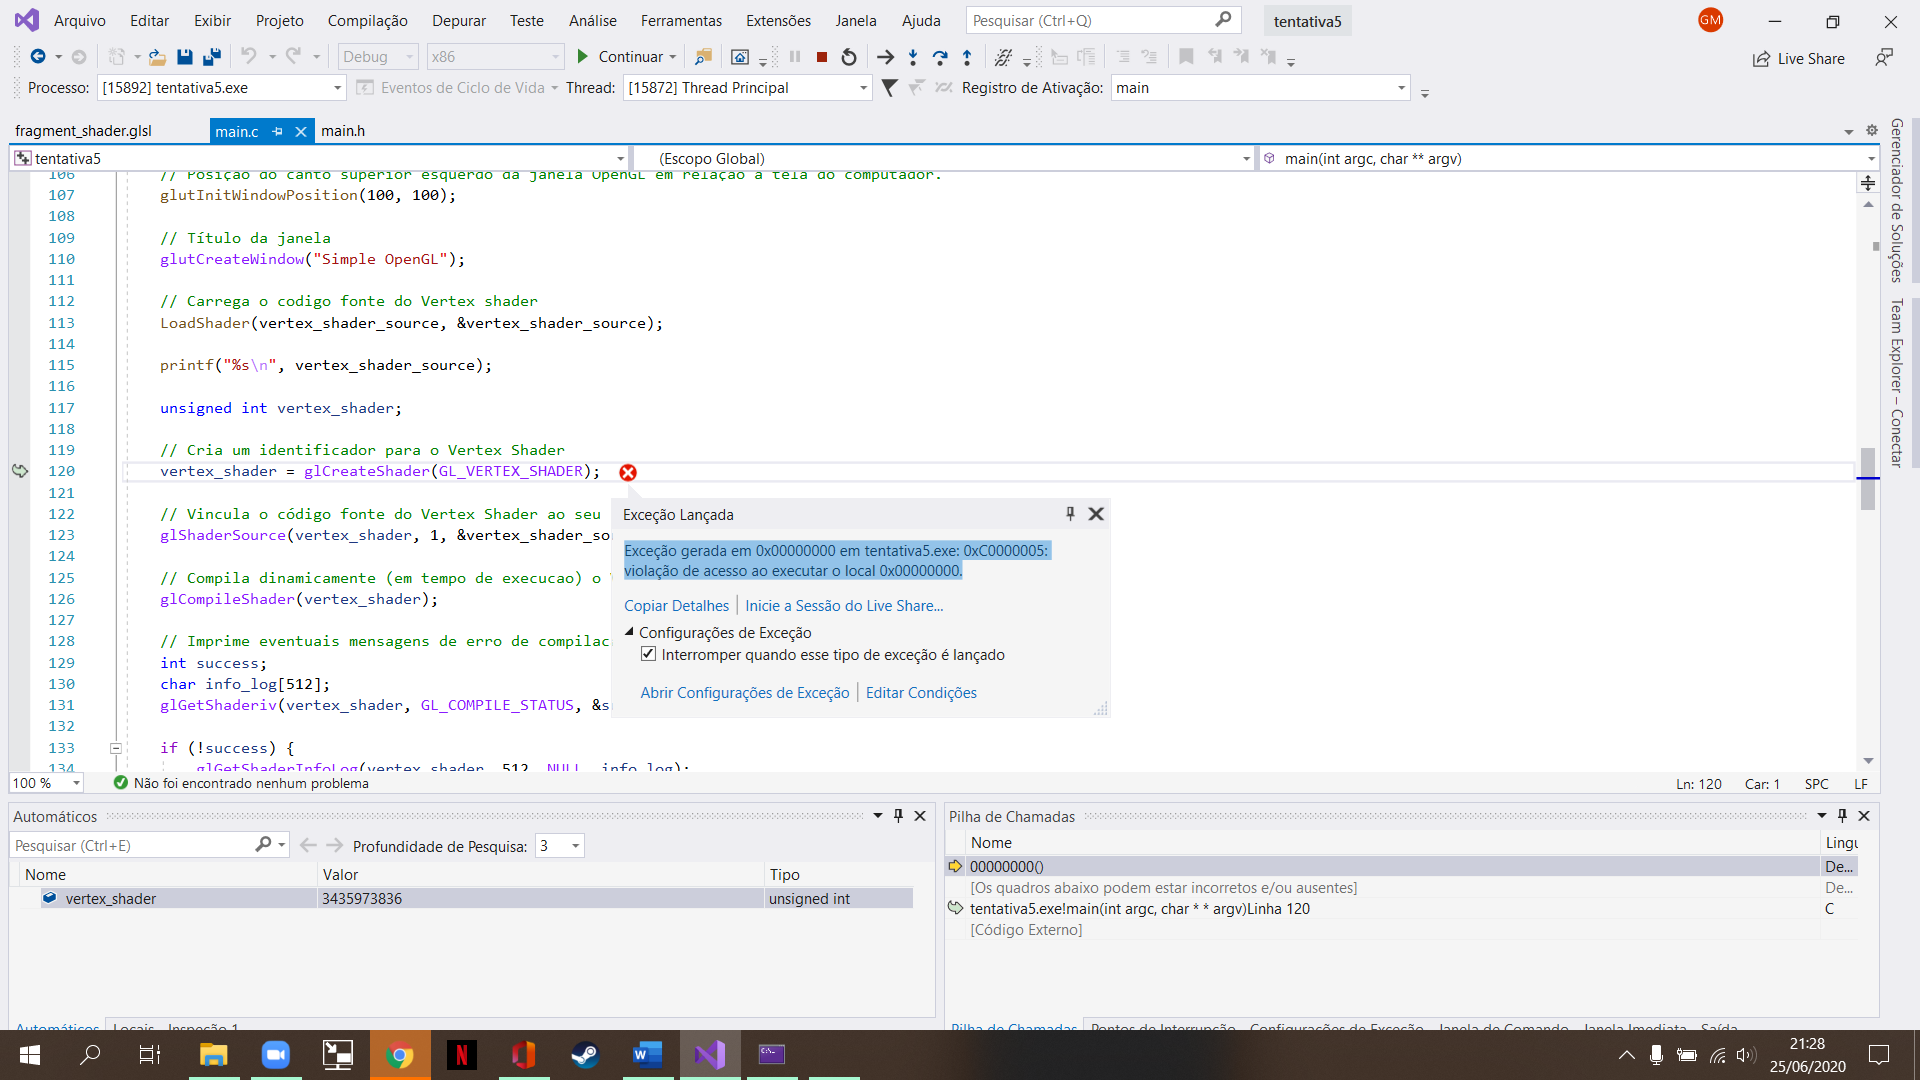 Arquivo Editar Exibir Projeto Compilação Depurar Teste Análise Ferramentas Extensões Janela Ajuda Pesquisar (Ctrl+Q) tentativa5 GM
Debug x86 Continuar Live Share
Processo: [15892] tentativa5.exe Eventos de Ciclo de Vida Thread: [15872] Thread Principal Registro de Ativação: main
fragment_shader.glsl main.c main.h
tentativa5 (Escopo Global) main(int argc, char ** argv)
106 // Posição do canto superior esquerdo da janela OpenGL em relação a tela do computador.
107 glutInitWindowPosition(100, 100);
108
109 // Título da janela
110 glutCreateWindow("Simple OpenGL");
111
112 // Carrega o codigo fonte do Vertex shader
113 LoadShader(vertex_shader_source, &vertex_shader_source);
114
115 printf("%s\n", vertex_shader_source);
116
117 unsigned int vertex_shader;
118
119 // Cria um identificador para o Vertex Shader
120 vertex_shader = glCreateShader(GL_VERTEX_SHADER);
121
122 // Vincula o código fonte do Vertex Shader ao seu
123 glShaderSource(vertex_shader, 1, &vertex_shader_so
124
125 // Compila dinamicamente (em tempo de execucao) o
126 glCompileShader(vertex_shader);
127
128 // Imprime eventuais mensagens de erro de compilac
129 int success;
130 char info_log[512];
131 glGetShaderiv(vertex_shader, GL_COMPILE_STATUS, &s
132
133 if (!success) {
134 glGetShaderInfoLog(vertex_shader, 512, NULL, info_log);
Exceção Lançada
Exceção gerada em 0x00000000 em tentativa5.exe: 0xC0000005:
violação de acesso ao executar o local 0x00000000.
Copiar Detalhes Inicie a Sessão do Live Share...
Configurações de Exceção
Interromper quando esse tipo de exceção é lançado
Abrir Configurações de Exceção Editar Condições
Gerenciador de Soluções
Team Explorer – Conectar
100 % Não foi encontrado nenhum problema Ln: 120 Car: 1 SPC LF
Automáticos
Pesquisar (Ctrl+E) Profundidade de Pesquisa: 3
Nome Valor Tipo
vertex_shader 3435973836 unsigned int
Automáticos Locais Inspeção 1
Pilha de Chamadas
Nome Lingu
00000000() De...
[Os quadros abaixo podem estar incorretos e/ou ausentes] De...
tentativa5.exe!main(int argc, char * * argv)Linha 120 C
[Código Externo]
Pilha de Chamadas Pontos de Interrupção Configurações de Exceção Janela de Comando Janela Imediata Saída
21:28
25/06/2020